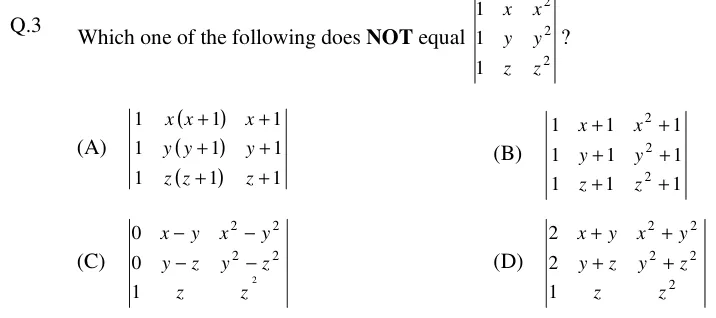 1 x x²
Q.3 Which one of the following does NOT equal 1 y y² ?
1 z z²
1 x(x+1) x+1
(A) 1 y(y+1) y+1
1 z(z+1) z+1
1 x+1 x²+1
(B) 1 y+1 y²+1
1 z+1 z²+1
0 x−y x²−y²
(C) 0 y−z y²−z²
1 z z²
2 x+y x²+y²
(D) 2 y+z y²+z²
1 z z²